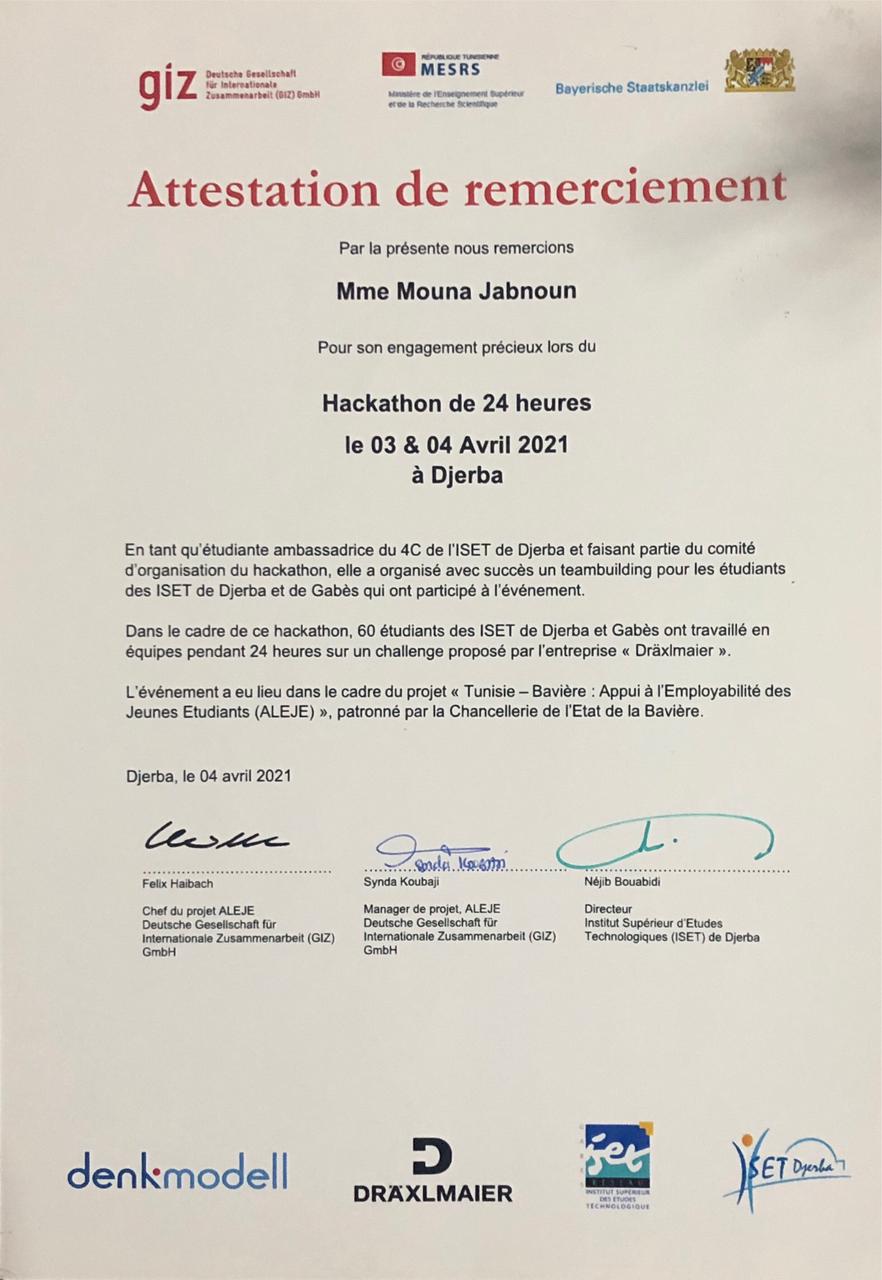 giz
Deutsche Gesellschaft
für Internationale
Zusammenarbeit (GIZ) GmbH
RÉPUBLIQUE TUNISIENNE
MESRS
Ministère de l'Enseignement Supérieur
et de la Recherche Scientifique
Bayerische Staatskanzlei
Attestation de remerciement
Par la présente nous remercions
Mme Mouna Jabnoun
Pour son engagement précieux lors du
Hackathon de 24 heures
le 03 & 04 Avril 2021
à Djerba
En tant qu'étudiante ambassadrice du 4C de l'ISET de Djerba et faisant partie du comité
d'organisation du hackathon, elle a organisé avec succès un teambuilding pour les étudiants
des ISET de Djerba et de Gabès qui ont participé à l'événement.
Dans le cadre de ce hackathon, 60 étudiants des ISET de Djerba et Gabès ont travaillé en
équipes pendant 24 heures sur un challenge proposé par l'entreprise « Dräxlmaier ».
L'événement a eu lieu dans le cadre du projet « Tunisie – Bavière : Appui à l'Employabilité des
Jeunes Etudiants (ALEJE) », patronné par la Chancellerie de l'Etat de la Bavière.
Djerba, le 04 avril 2021
Felix Haibach
Chef du projet ALEJE
Deutsche Gesellschaft für
Internationale Zusammenarbeit (GIZ)
GmbH
Synda Koubaji
Manager de projet, ALEJE
Deutsche Gesellschaft für
Internationale Zusammenarbeit (GIZ)
GmbH
Néjib Bouabidi
Directeur
Institut Supérieur d'Etudes
Technologiques (ISET) de Djerba
denkmodell
DRÄXLMAIER
iset
RÉSEAU
INSTITUT SUPÉRIEUR
DES ÉTUDES
TECHNOLOGIQUE
ISET Djerba